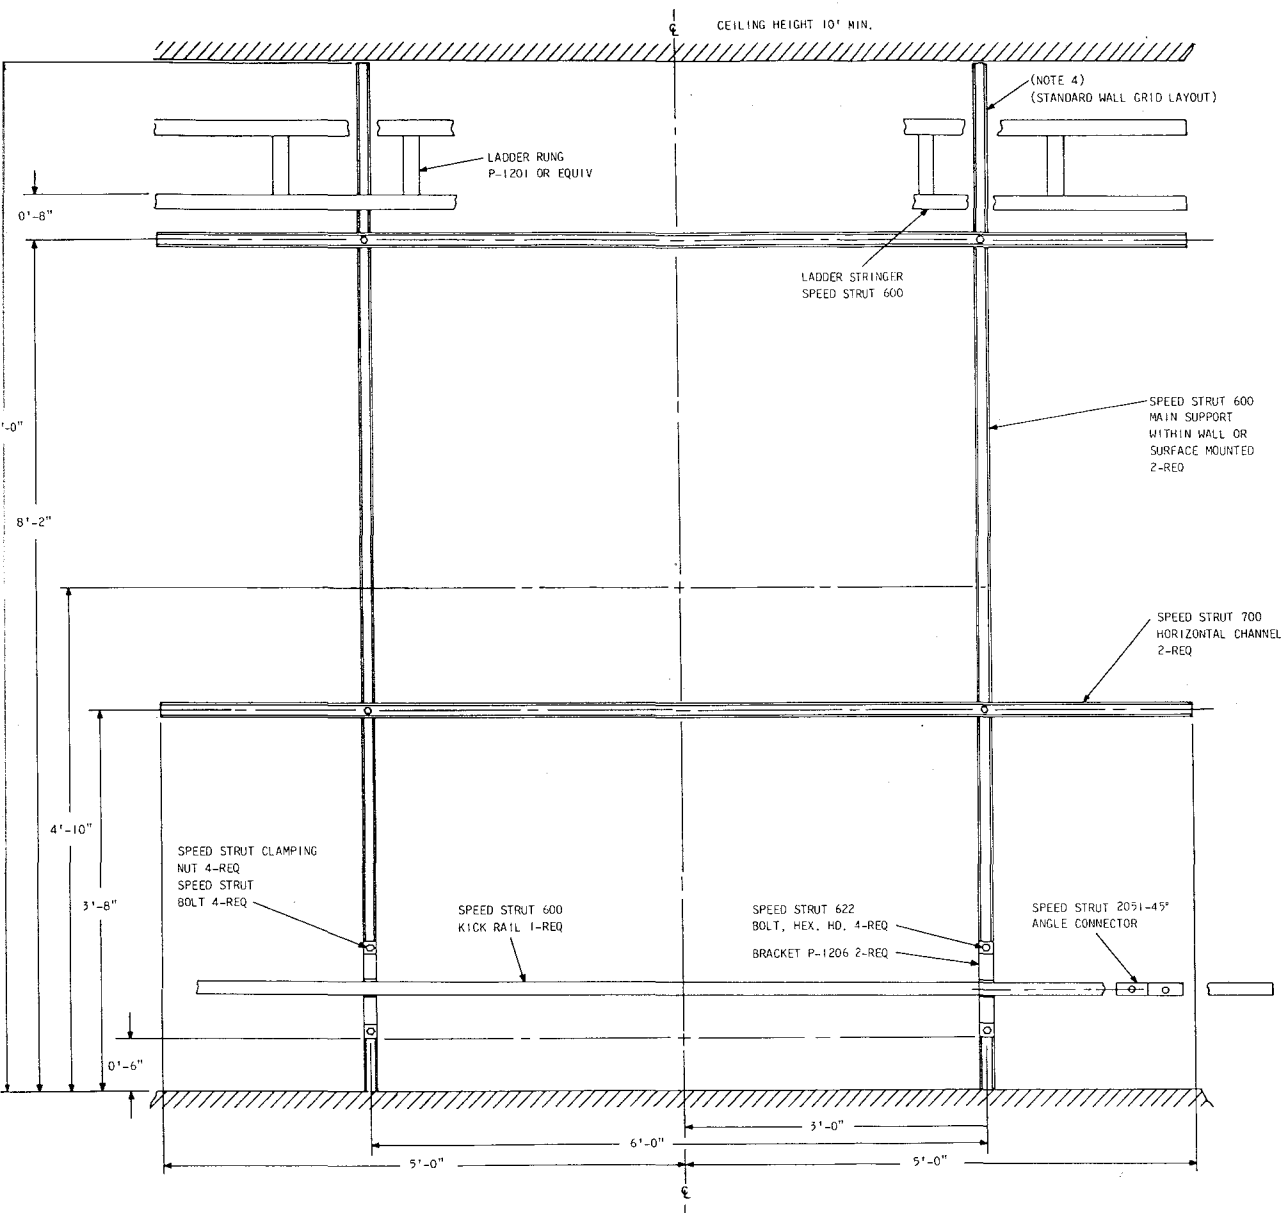 CEILING HEIGHT 10' MIN.
(NOTE 4)
(STANDARD WALL GRID LAYOUT)
LADDER RUNG
P-1201 OR EQUIV
0'-8"
LADDER STRINGER
SPEED STRUT 600
SPEED STRUT 600
MAIN SUPPORT
WITHIN WALL OR
SURFACE MOUNTED
2-REQ
'-0"
8'-2"
SPEED STRUT 700
HORIZONTAL CHANNEL
2-REQ
4'-10"
SPEED STRUT CLAMPING
NUT 4-REQ
SPEED STRUT
BOLT 4-REQ
3'-8"
SPEED STRUT 600
KICK RAIL 1-REQ
SPEED STRUT 622
BOLT, HEX. HD. 4-REQ
BRACKET P-1206 2-REQ
SPEED STRUT 2051-45°
ANGLE CONNECTOR
0'-6"
3'-0"
6'-0"
5'-0"
5'-0"